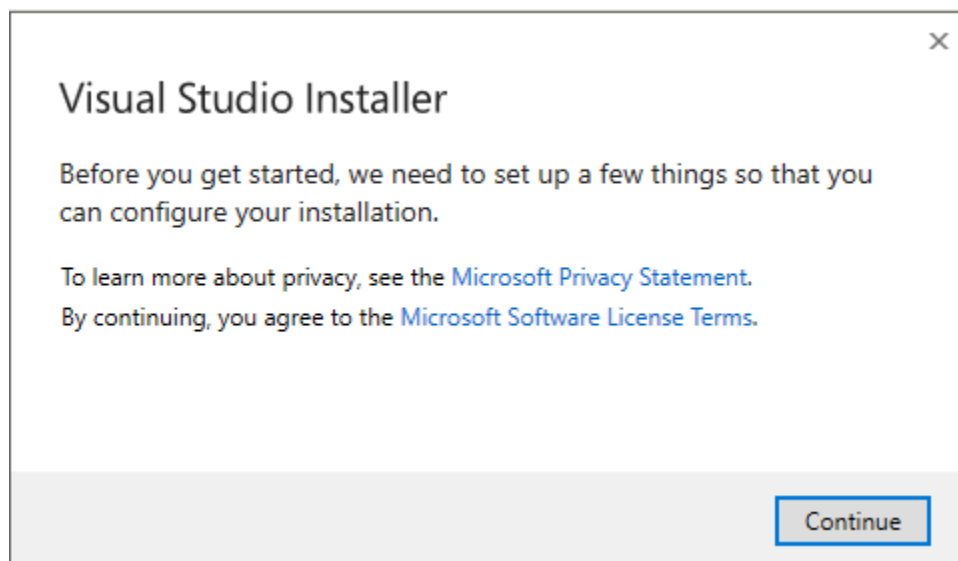 Visual Studio Installer
Before you get started, we need to set up a few things so that you
can configure your installation.
To learn more about privacy, see the Microsoft Privacy Statement.
By continuing, you agree to the Microsoft Software License Terms.
Continue